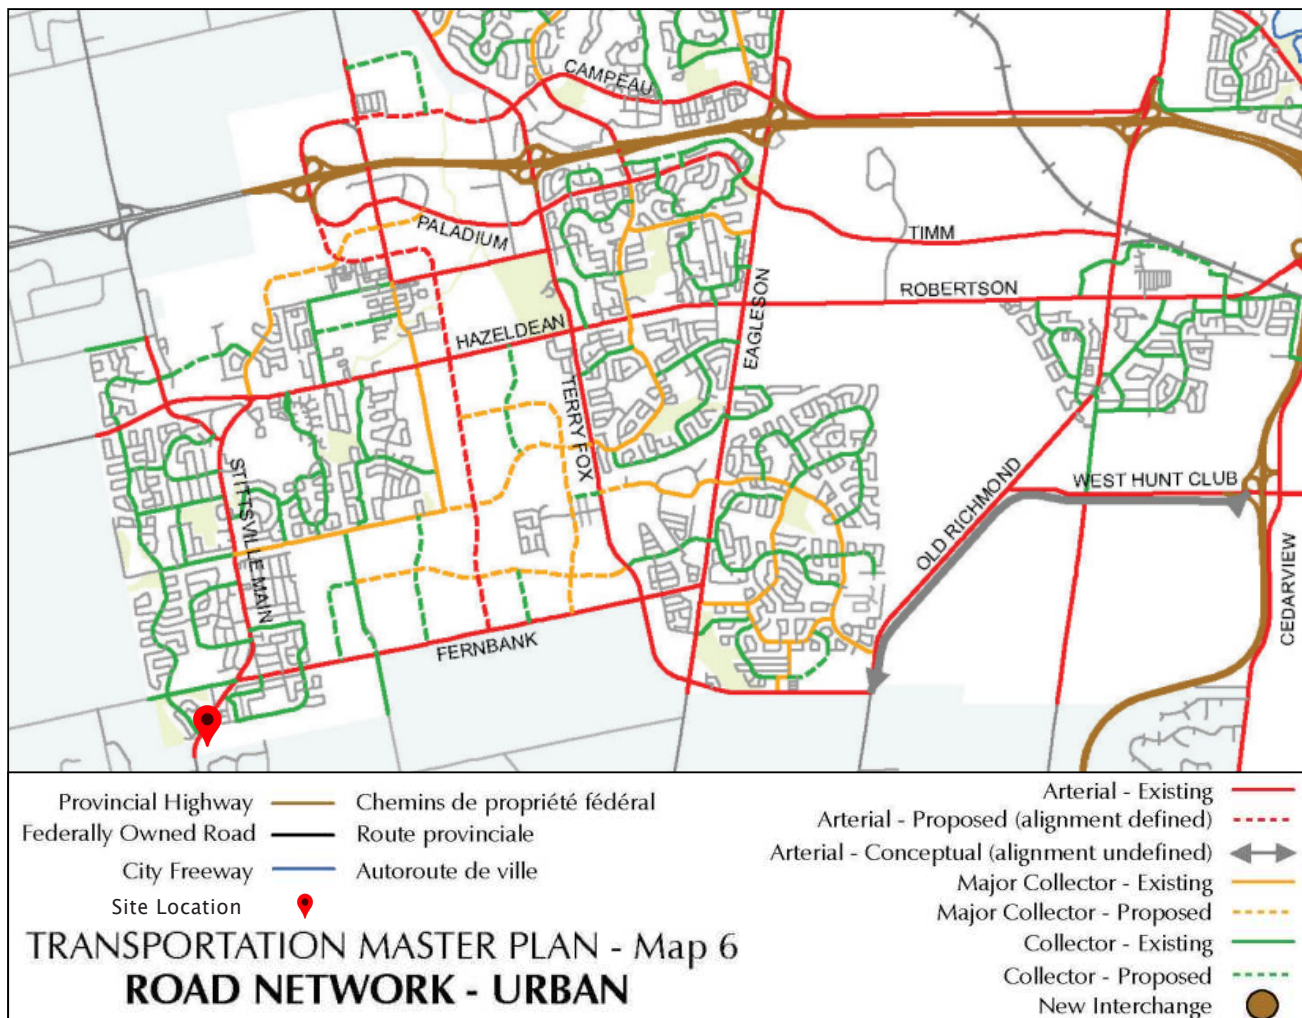 CAMPEAU
PALADIUM
TIMM
ROBERTSON
HAZELDEAN
EAGLESON
TERRY FOX
STITTSVILLE MAIN
OLD RICHMOND
WEST HUNT CLUB
CEDARVIEW
FERNBANK
Provincial Highway Chemins de propriété fédéral
Federally Owned Road Route provinciale
City Freeway Autoroute de ville
Site Location
TRANSPORTATION MASTER PLAN - Map 6
ROAD NETWORK - URBAN
Arterial - Existing
Arterial - Proposed (alignment defined)
Arterial - Conceptual (alignment undefined)
Major Collector - Existing
Major Collector - Proposed
Collector - Existing
Collector - Proposed
New Interchange